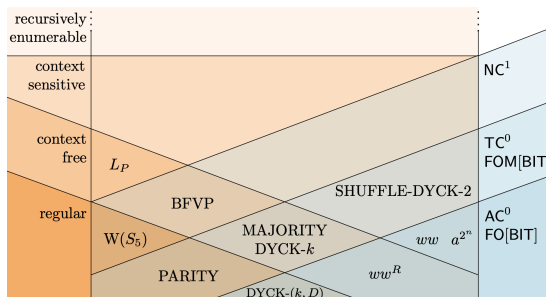 recursively
enumerable
context
sensitive
NC¹
context
free
L_P
TC⁰
FOM[BIT
SHUFFLE-DYCK-2
BFVP
regular
AC⁰
FO[BIT]
W(S₅)
MAJORITY
DYCK-k
ww a^{2^n}
PARITY
ww^R
DYCK-(k, D)